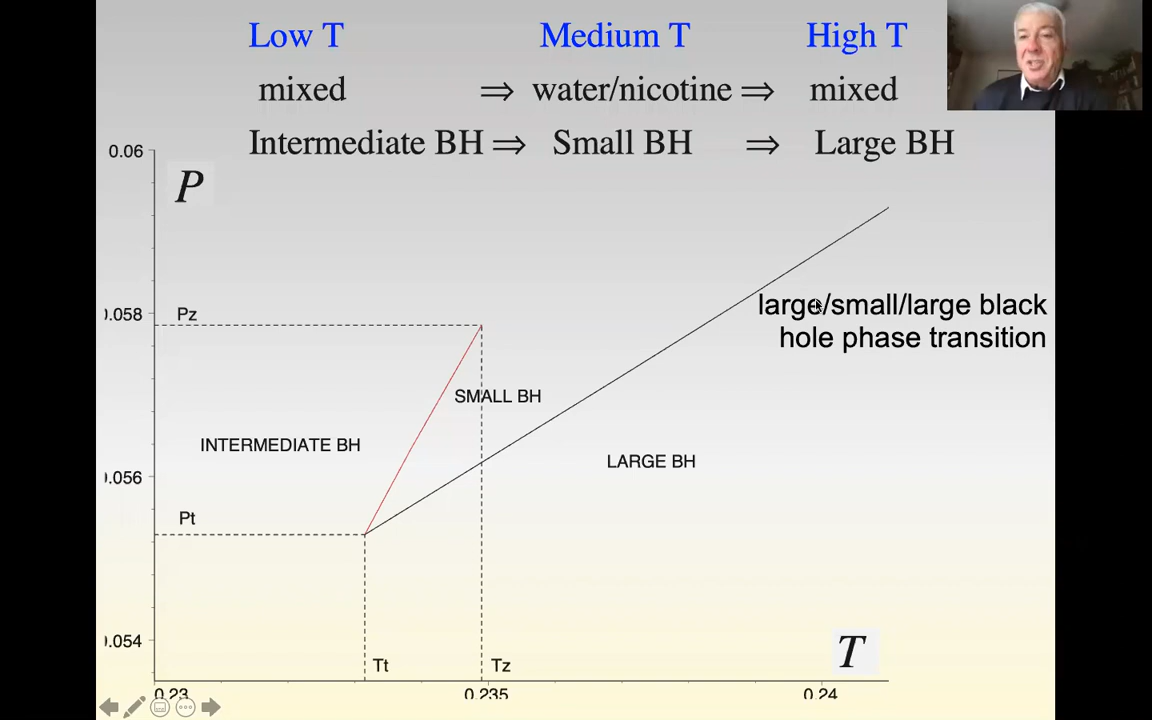 Low T Medium T High T
mixed ⇒ water/nicotine ⇒ mixed
Intermediate BH ⇒ Small BH ⇒ Large BH
0.06
P
large/small/large black
hole phase transition
Pz
0.058
SMALL BH
INTERMEDIATE BH
LARGE BH
0.056
Pt
0.054
T
Tt
Tz
0.23 0.235 0.24